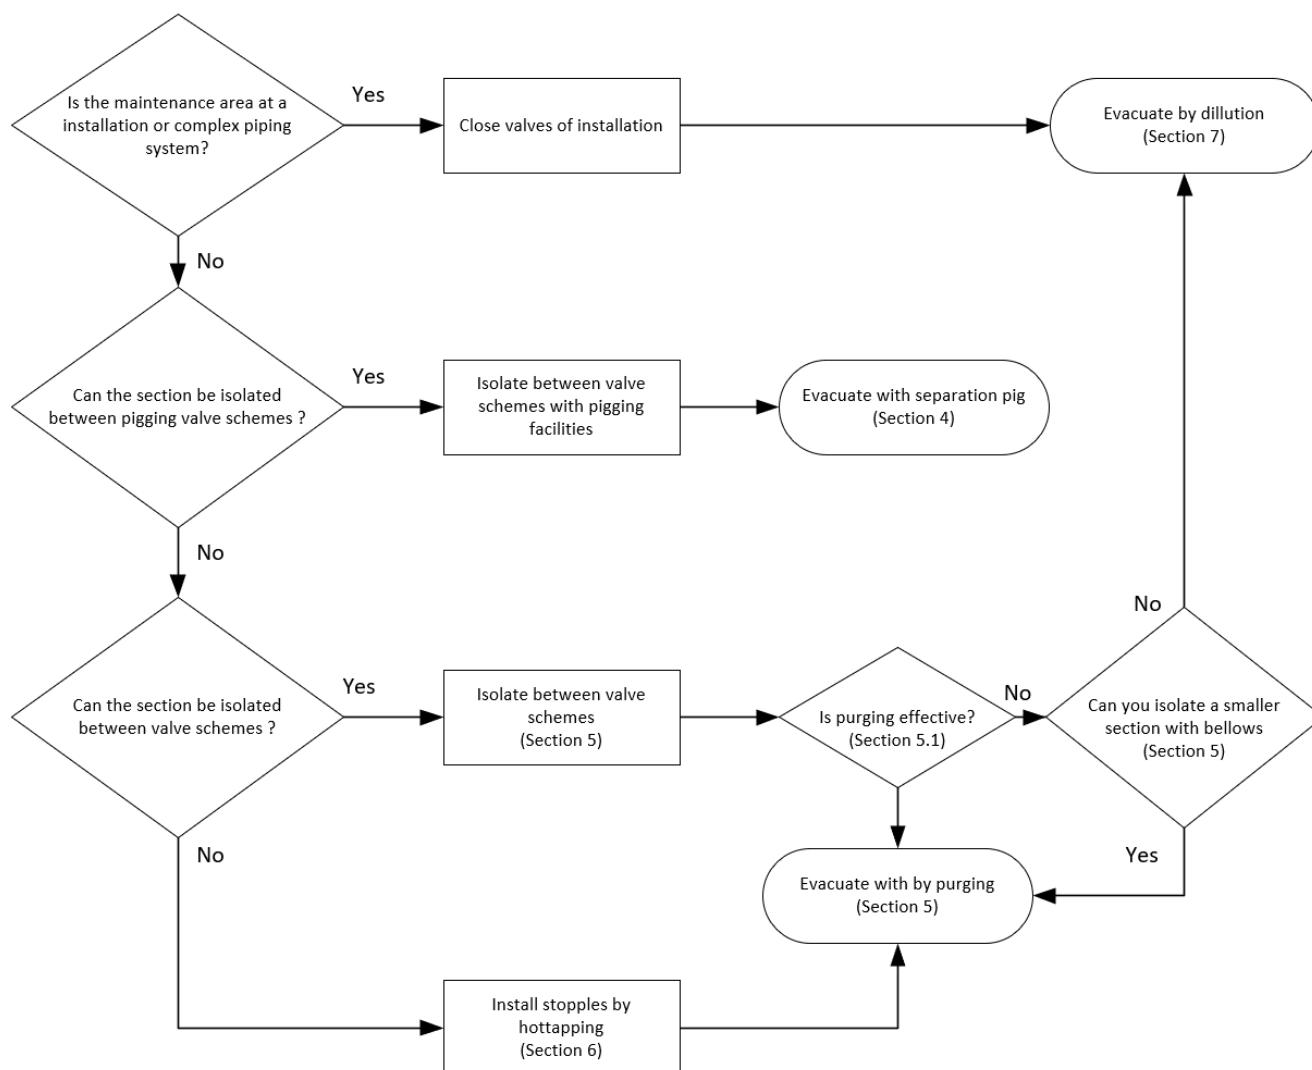 Is the maintenance area at a
installation or complex piping
system?
Yes
Close valves of installation
Evacuate by dillution
(Section 7)
No
Can the section be isolated
between pigging valve schemes ?
Yes
Isolate between valve
schemes with pigging
facilities
Evacuate with separation pig
(Section 4)
No
Can the section be isolated
between valve schemes ?
Yes
Isolate between valve
schemes
(Section 5)
Is purging effective?
(Section 5.1)
No
Can you isolate a smaller
section with bellows
(Section 5)
No
Yes
Evacuate with by purging
(Section 5)
No
Install stopples by
hottapping
(Section 6)